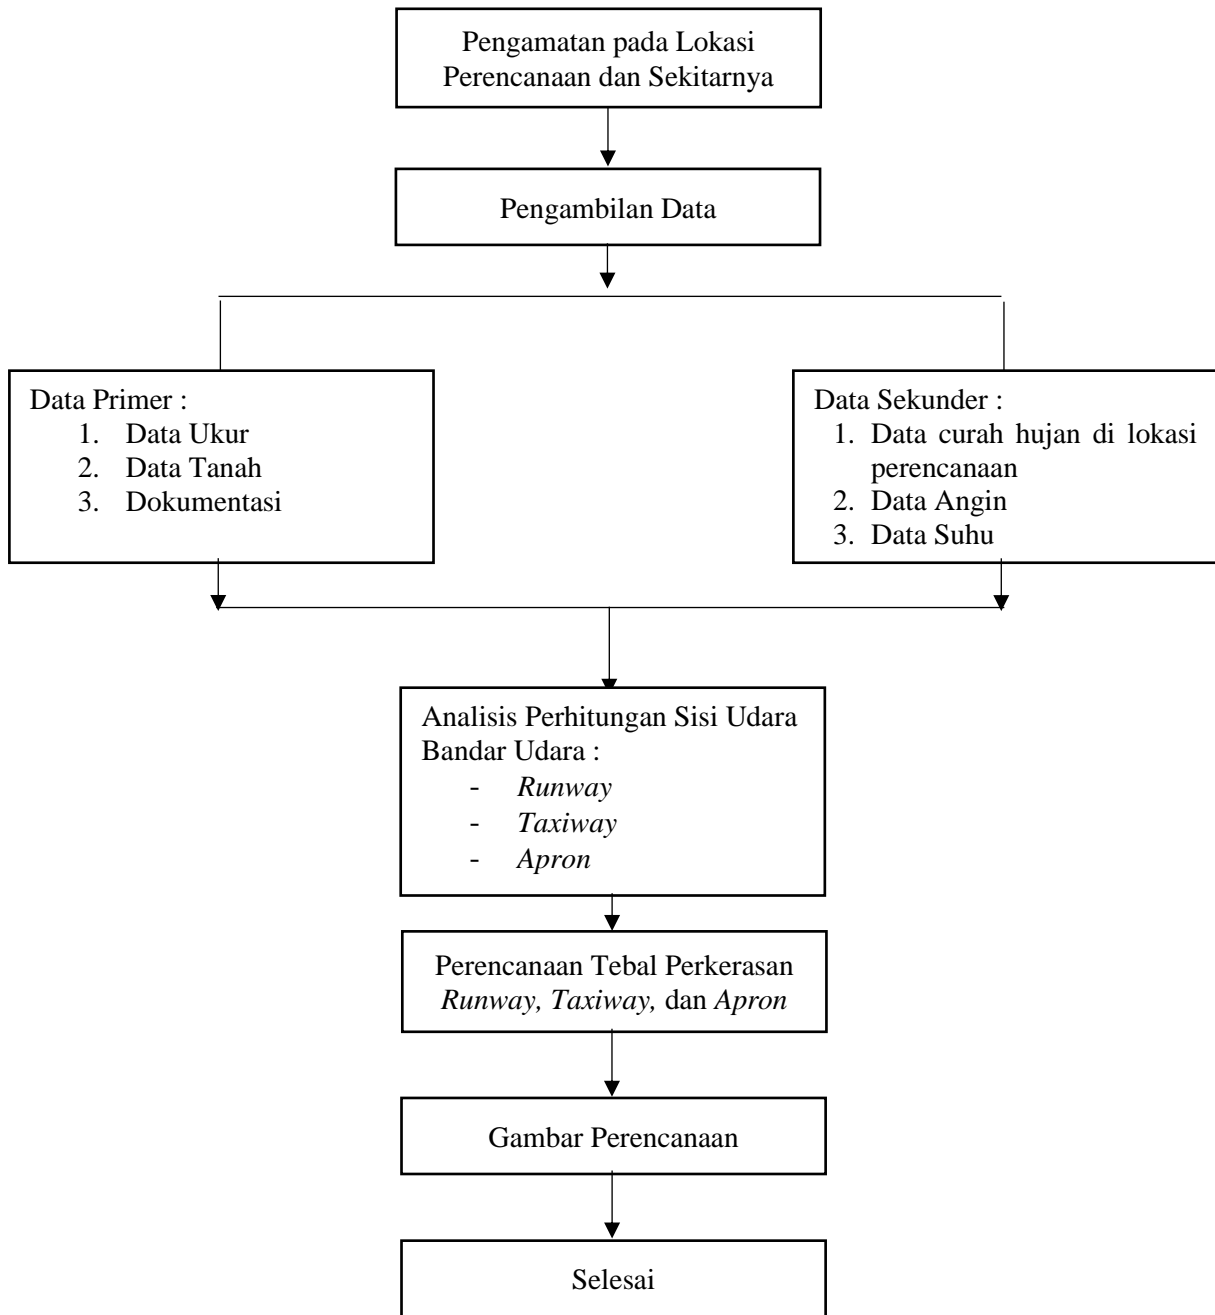 Pengamatan pada Lokasi
Perencanaan dan Sekitarnya
Pengambilan Data
Data Primer :
1. Data Ukur
2. Data Tanah
3. Dokumentasi
Data Sekunder :
1. Data curah hujan di lokasi
perencanaan
2. Data Angin
3. Data Suhu
Analisis Perhitungan Sisi Udara
Bandar Udara :
- Runway
- Taxiway
- Apron
Perencanaan Tebal Perkerasan
Runway, Taxiway, dan Apron
Gambar Perencanaan
Selesai